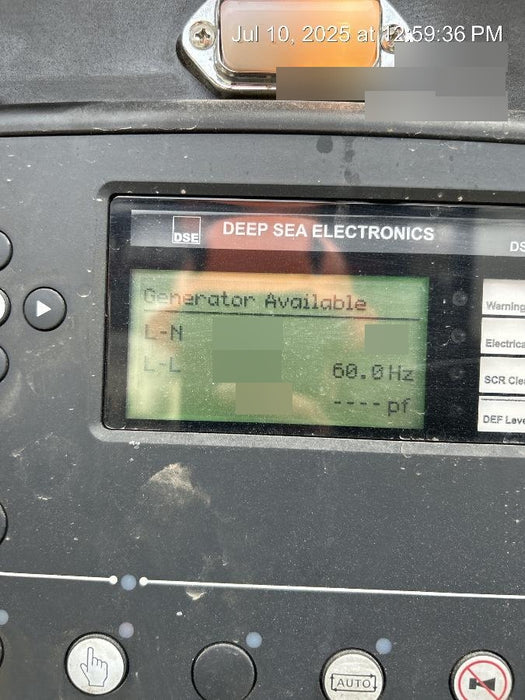 Jul 10, 2025 at 12:59:36 PM
DSE
DEEP SEA ELECTRONICS
Generator Available
L-N
L-L
60.0Hz
----pf
Warning
Electrica
SCR Cle
DEF Leve
AUTO